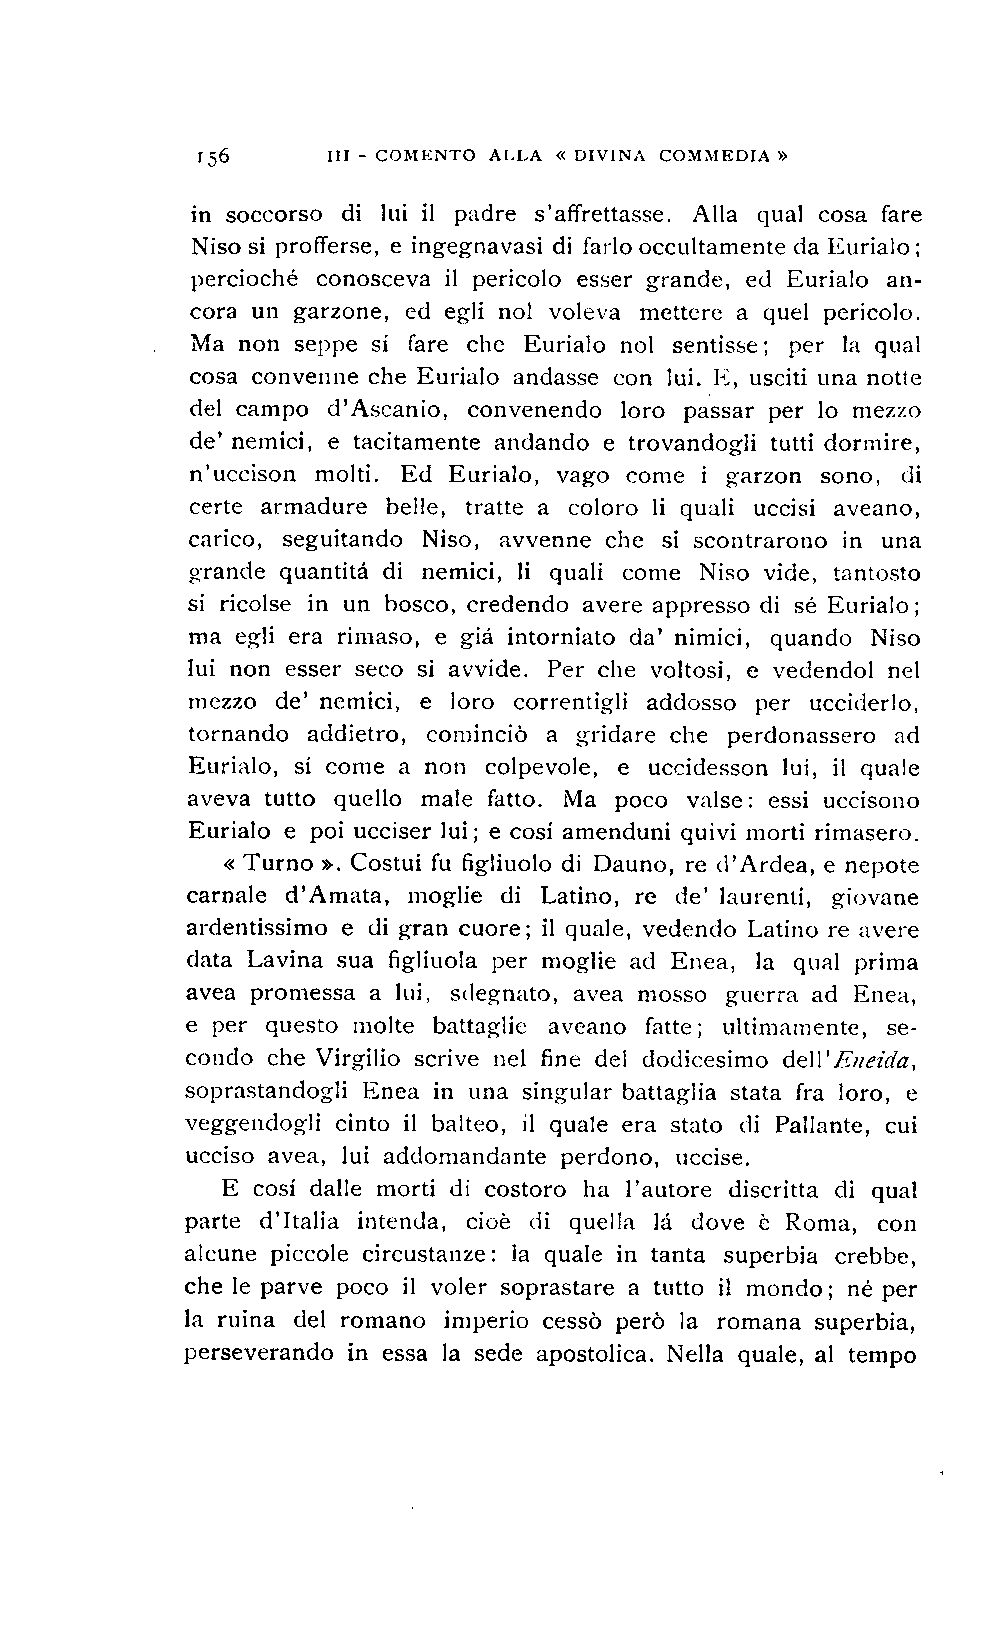 156 III - COMENTO ALLA « DIVINA COMMEDIA »
in soccorso di lui il padre s'affrettasse. Alla qual cosa fare
Niso si profferse, e ingegnavasi di farlo occultamente da Eurialo;
percioché conosceva il pericolo esser grande, ed Eurialo an-
cora un garzone, ed egli nol voleva mettere a quel pericolo.
Ma non seppe sí fare che Eurialo nol sentisse; per la qual
cosa convenne che Eurialo andasse con lui. E, usciti una notte
del campo d'Ascanio, convenendo loro passar per lo mezzo
de' nemici, e tacitamente andando e trovandogli tutti dormire,
n'uccison molti. Ed Eurialo, vago come i garzon sono, di
certe armadure belle, tratte a coloro li quali uccisi aveano,
carico, seguitando Niso, avvenne che si scontrarono in una
grande quantitá di nemici, li quali come Niso vide, tantosto
si ricolse in un bosco, credendo avere appresso di sé Eurialo;
ma egli era rimaso, e giá intorniato da' nimici, quando Niso
lui non esser seco si avvide. Per che voltosi, e vedendol nel
mezzo de' nemici, e loro correntigli addosso per ucciderlo,
tornando addietro, cominciò a gridare che perdonassero ad
Eurialo, sí come a non colpevole, e uccidesson lui, il quale
aveva tutto quello male fatto. Ma poco valse: essi uccisono
Eurialo e poi ucciser lui; e cosí amenduni quivi morti rimasero.
« Turno ». Costui fu figliuolo di Dauno, re d'Ardea, e nepote
carnale d'Amata, moglie di Latino, re de' laurenti, giovane
ardentissimo e di gran cuore; il quale, vedendo Latino re avere
data Lavina sua figliuola per moglie ad Enea, la qual prima
avea promessa a lui, sdegnato, avea mosso guerra ad Enea,
e per questo molte battaglie aveano fatte; ultimamente, se-
condo che Virgilio scrive nel fine del dodicesimo dell'Eneida,
soprastandogli Enea in una singular battaglia stata fra loro, e
veggendogli cinto il balteo, il quale era stato di Pallante, cui
ucciso avea, lui addomandante perdono, uccise.
E cosí dalle morti di costoro ha l'autore discritta di qual
parte d'Italia intenda, cioè di quella lá dove è Roma, con
alcune piccole circustanze: la quale in tanta superbia crebbe,
che le parve poco il voler soprastare a tutto il mondo; né per
la ruina del romano imperio cessò però la romana superbia,
perseverando in essa la sede apostolica. Nella quale, al tempo